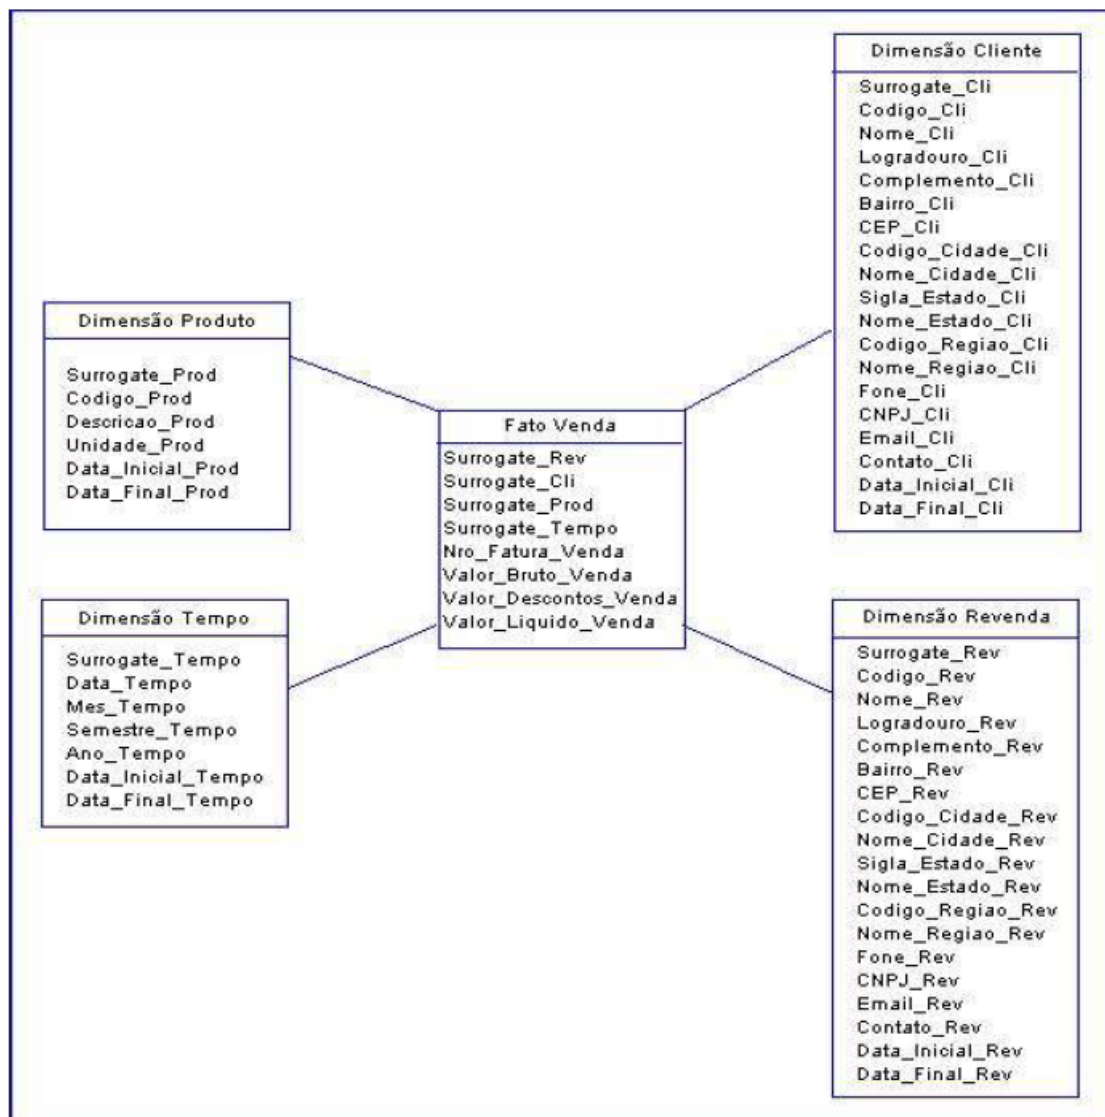 Dimensão Cliente
Surrogate_Cli
Codigo_Cli
Nome_Cli
Logradouro_Cli
Complemento_Cli
Bairro_Cli
CEP_Cli
Codigo_Cidade_Cli
Nome_Cidade_Cli
Sigla_Estado_Cli
Nome_Estado_Cli
Codigo_Regiao_Cli
Nome_Regiao_Cli
Fone_Cli
CNPJ_Cli
Email_Cli
Contato_Cli
Data_Inicial_Cli
Data_Final_Cli
Dimensão Produto
Surrogate_Prod
Codigo_Prod
Descricao_Prod
Unidade_Prod
Data_Inicial_Prod
Data_Final_Prod
Fato Venda
Surrogate_Rev
Surrogate_Cli
Surrogate_Prod
Surrogate_Tempo
Nro_Fatura_Venda
Valor_Bruto_Venda
Valor_Descontos_Venda
Valor_Liquido_Venda
Dimensão Tempo
Surrogate_Tempo
Data_Tempo
Mes_Tempo
Semestre_Tempo
Ano_Tempo
Data_Inicial_Tempo
Data_Final_Tempo
Dimensão Revenda
Surrogate_Rev
Codigo_Rev
Nome_Rev
Logradouro_Rev
Complemento_Rev
Bairro_Rev
CEP_Rev
Codigo_Cidade_Rev
Nome_Cidade_Rev
Sigla_Estado_Rev
Nome_Estado_Rev
Codigo_Regiao_Rev
Nome_Regiao_Rev
Fone_Rev
CNPJ_Rev
Email_Rev
Contato_Rev
Data_Inicial_Rev
Data_Final_Rev